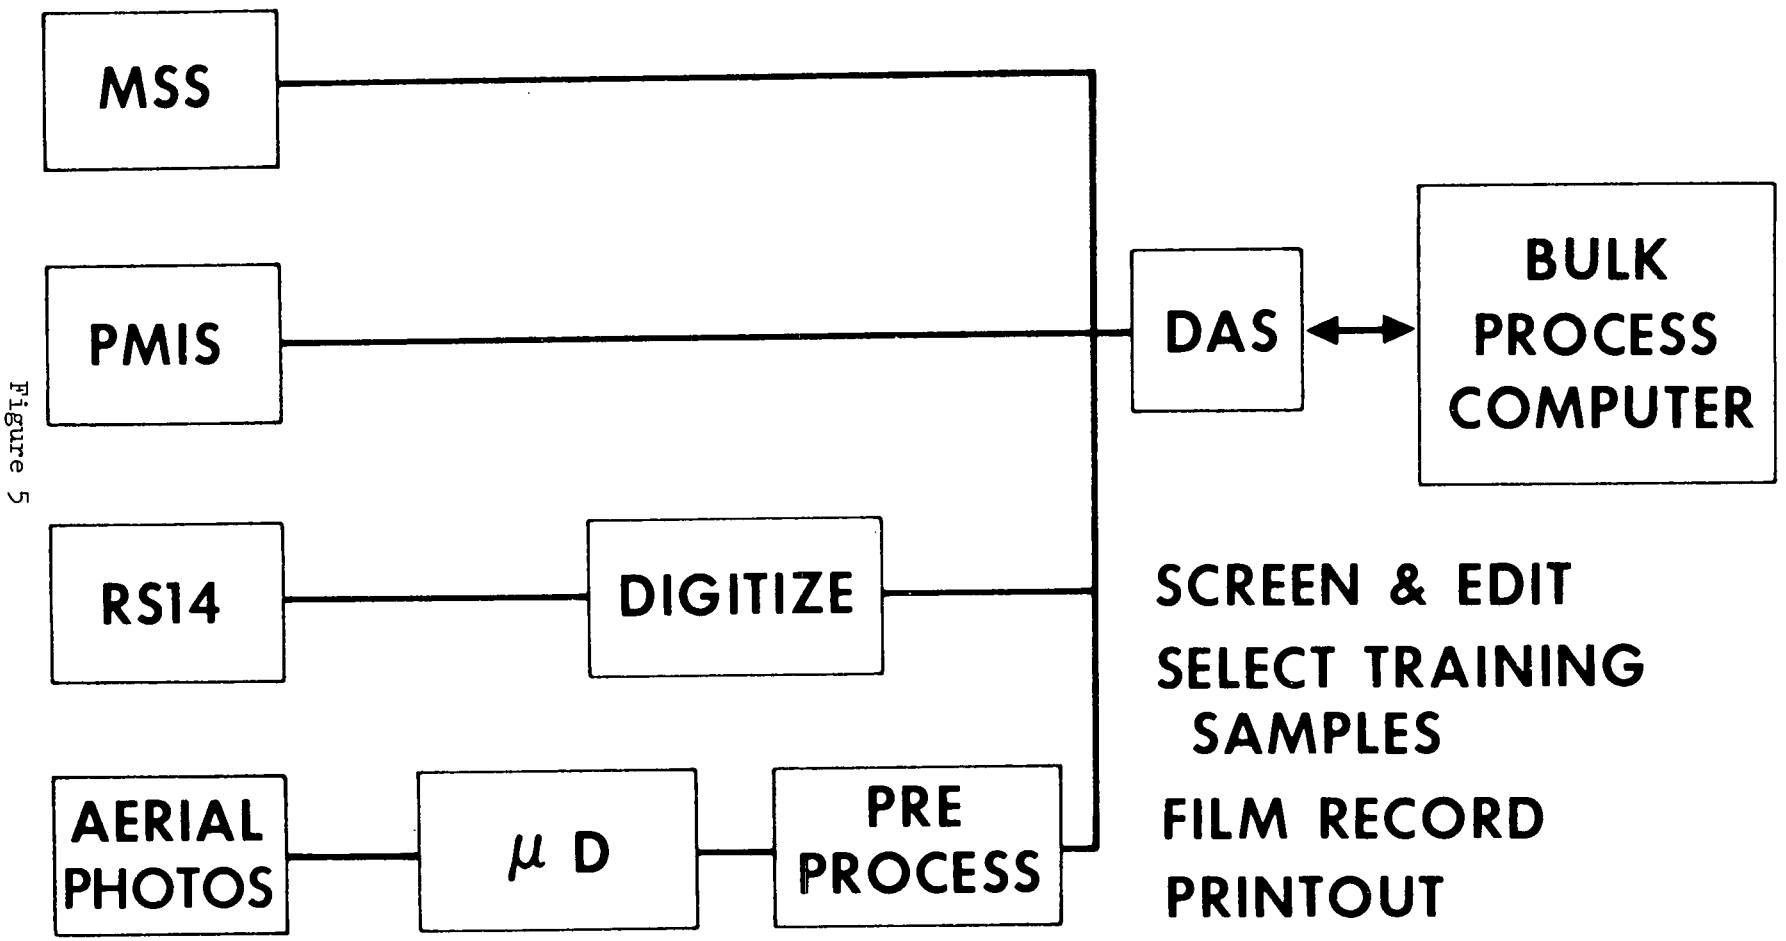 MSS
PMIS
RS14
DIGITIZE
AERIAL
PHOTOS
μ D
PRE
PROCESS
DAS
BULK
PROCESS
COMPUTER
SCREEN & EDIT
SELECT TRAINING
SAMPLES
FILM RECORD
PRINTOUT
Figure 5